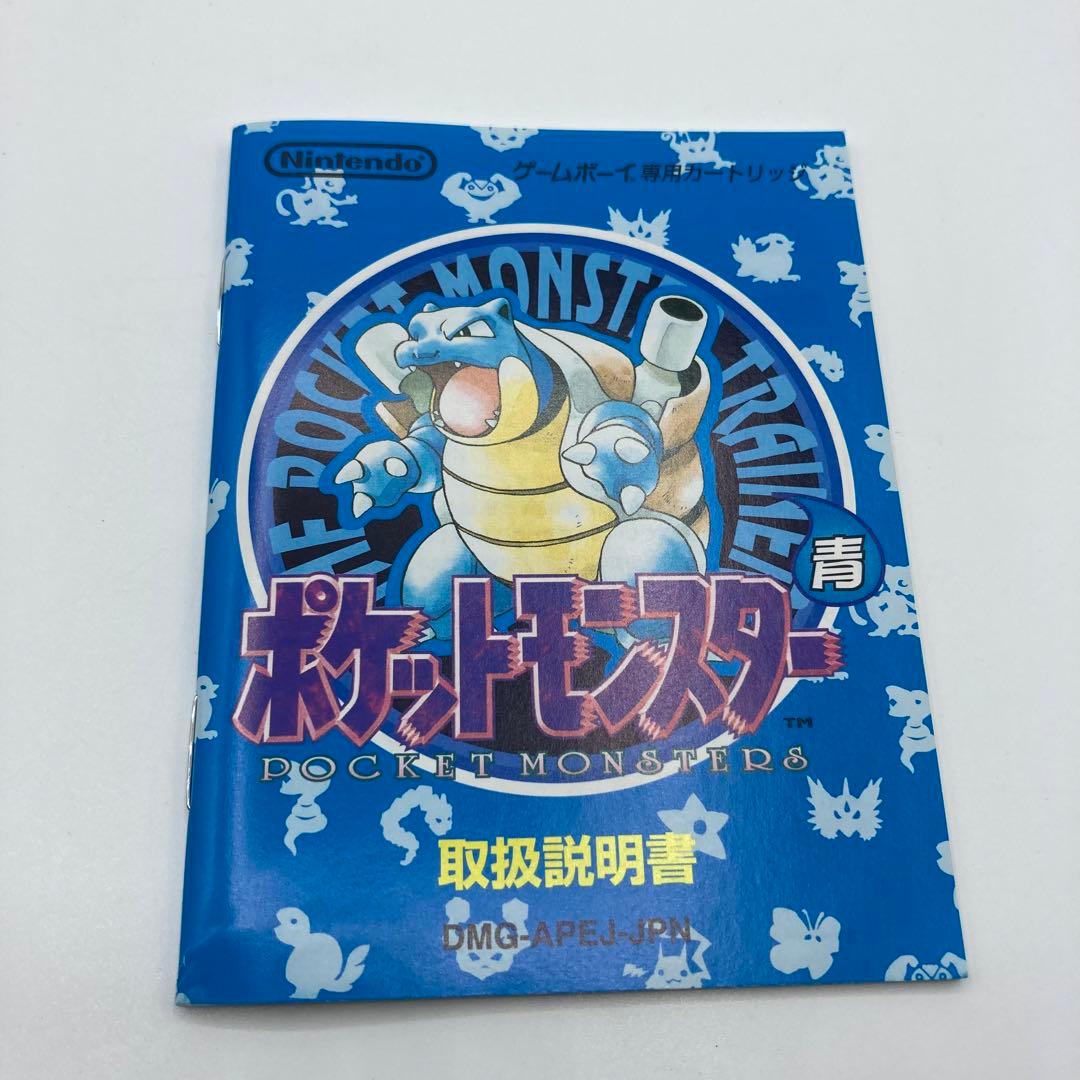 Nintendo
ゲームボーイ専用カートリッジ
THE POCKET MONSTER TRAINER
青
ポケットモンスター
TM
POCKET MONSTERS
取扱説明書
DMG-APEJ-JPN